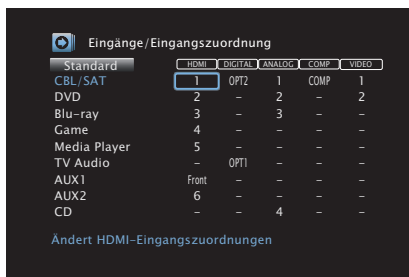 Eingänge/Eingangszuordnung
Standard HDMI DIGITAL ANALOG COMP VIDEO
CBL/SAT 1 OPT2 1 COMP 1
DVD 2 – 2 – 2
Blu-ray 3 – 3 – –
Game 4 – – – –
Media Player 5 – – – –
TV Audio – OPT1 – – –
AUX1 Front – – – –
AUX2 6 – – – –
CD – – 4 – –
Ändert HDMI-Eingangszuordnungen